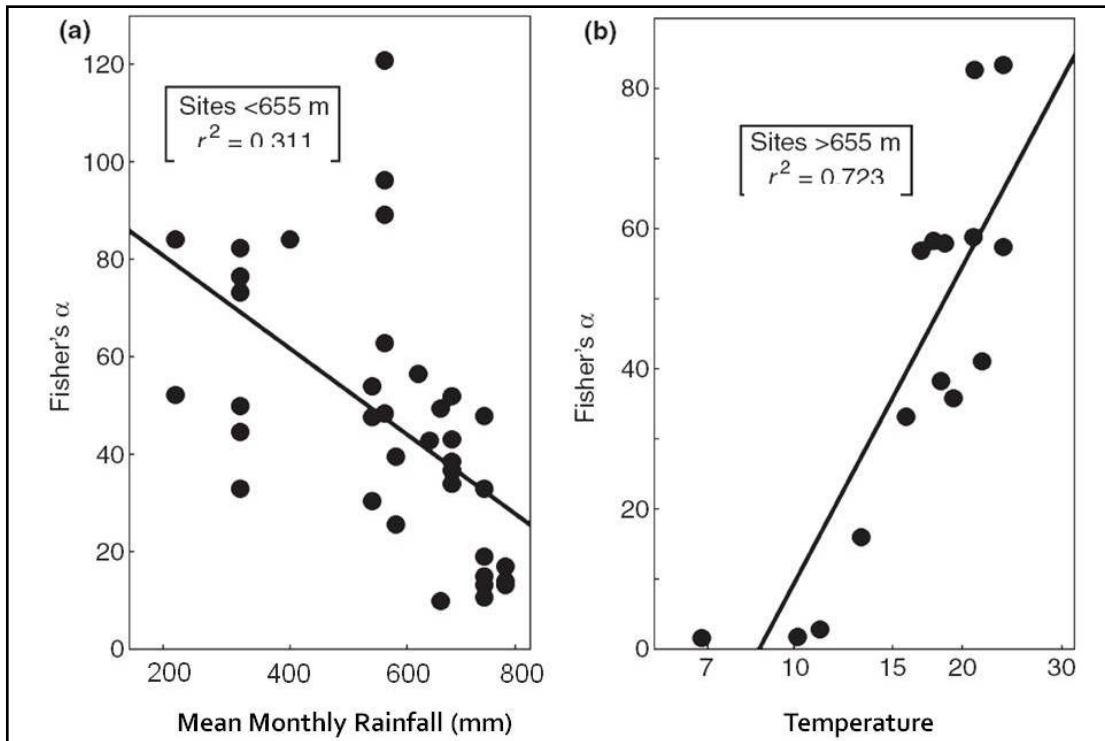 (a)
Sites <655 m
r² = 0.311
120
100
80
60
40
20
0
Fisher's α
200
400
600
800
Mean Monthly Rainfall (mm)
(b)
Sites >655 m
r² = 0.723
80
60
40
20
0
Fisher's α
7
10
15
20
30
Temperature